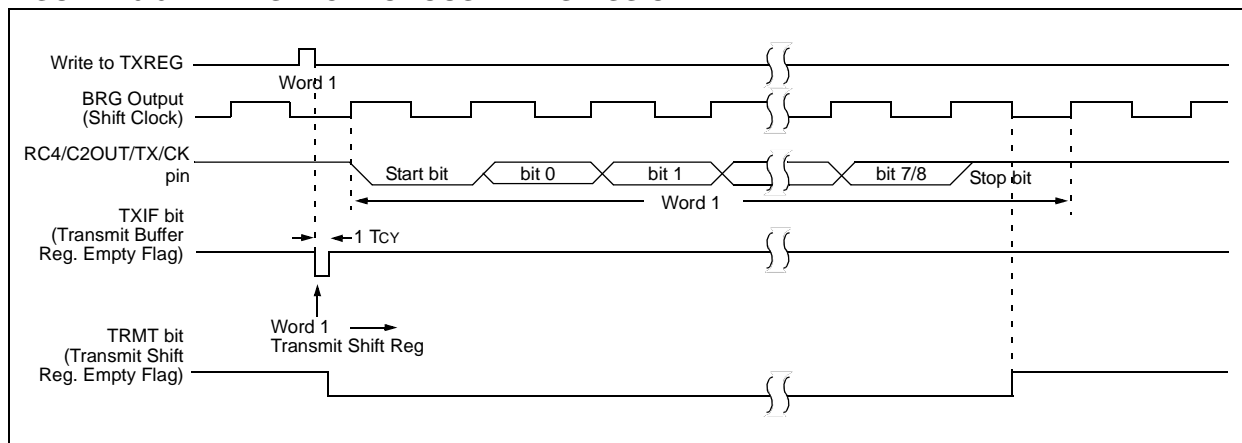 Write to TXREG
Word 1
BRG Output
(Shift Clock)
RC4/C2OUT/TX/CK
pin
Start bit
bit 0
bit 1
bit 7/8
Stop bit
Word 1
TXIF bit
(Transmit Buffer
Reg. Empty Flag)
1 TCY
Word 1
Transmit Shift Reg
TRMT bit
(Transmit Shift
Reg. Empty Flag)